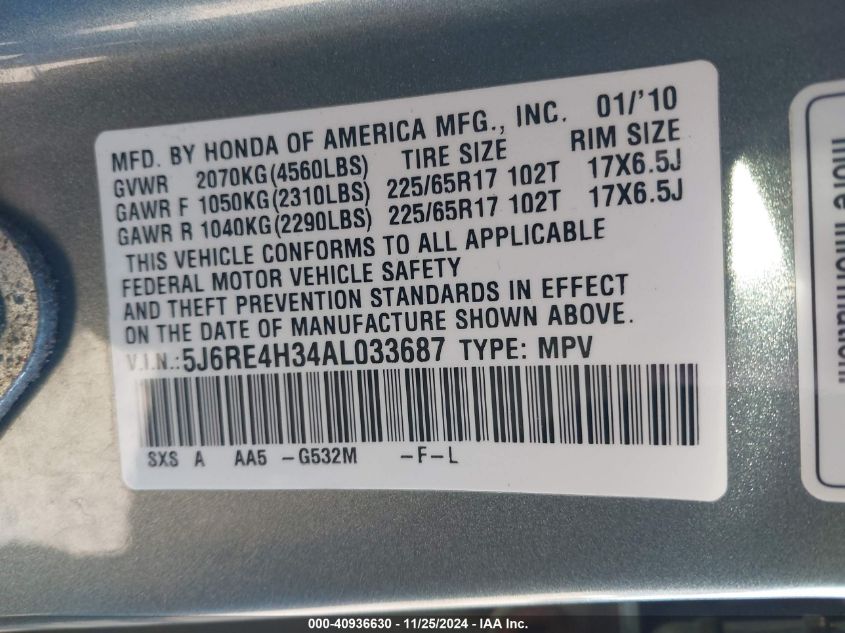 MFD. BY HONDA OF AMERICA MFG., INC. 01/'10
GVWR 2070KG(4560LBS) TIRE SIZE RIM SIZE
GAWR F 1050KG(2310LBS) 225/65R17 102T 17X6.5J
GAWR R 1040KG(2290LBS) 225/65R17 102T 17X6.5J
THIS VEHICLE CONFORMS TO ALL APPLICABLE
FEDERAL MOTOR VEHICLE SAFETY
AND THEFT PREVENTION STANDARDS IN EFFECT
ON THE DATE OF MANUFACTURE SHOWN ABOVE.
V.I.N.: 5J6RE4H34AL033687 TYPE: MPV
SXS A AA5 -G532M -F-L
more information.
000-40936630 - 11/25/2024 - IAA Inc.